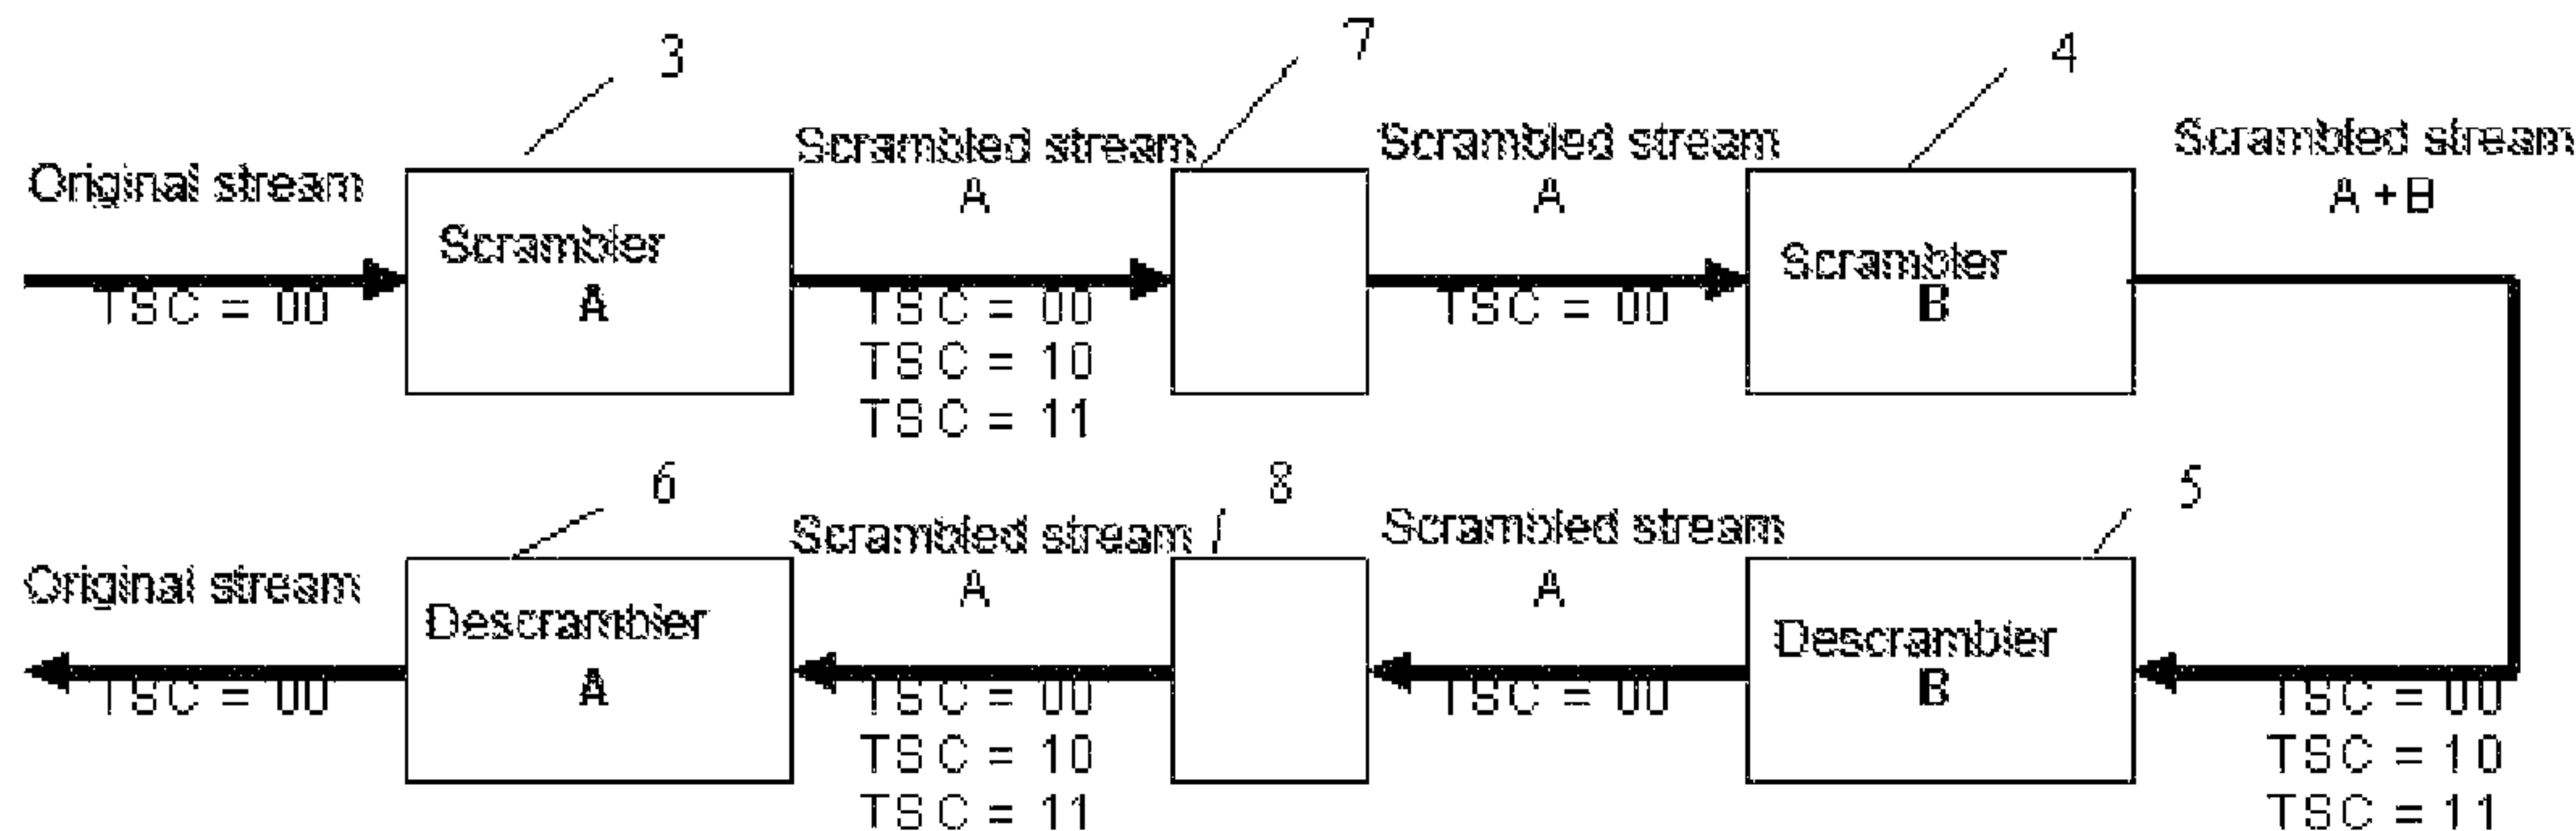 3
7
4
Original stream
Scrambled stream
A
Scrambled stream
A
Scrambled stream
A + B
Scrambler
A
Scrambler
B
TSC = 00
TSC = 00
TSC = 10
TSC = 11
TSC = 00
6
8
5
Original stream
Scrambled stream
A
Scrambled stream
A
Descrambler
A
Descrambler
B
TSC = 00
TSC = 00
TSC = 10
TSC = 11
TSC = 00
TSC = 00
TSC = 10
TSC = 11